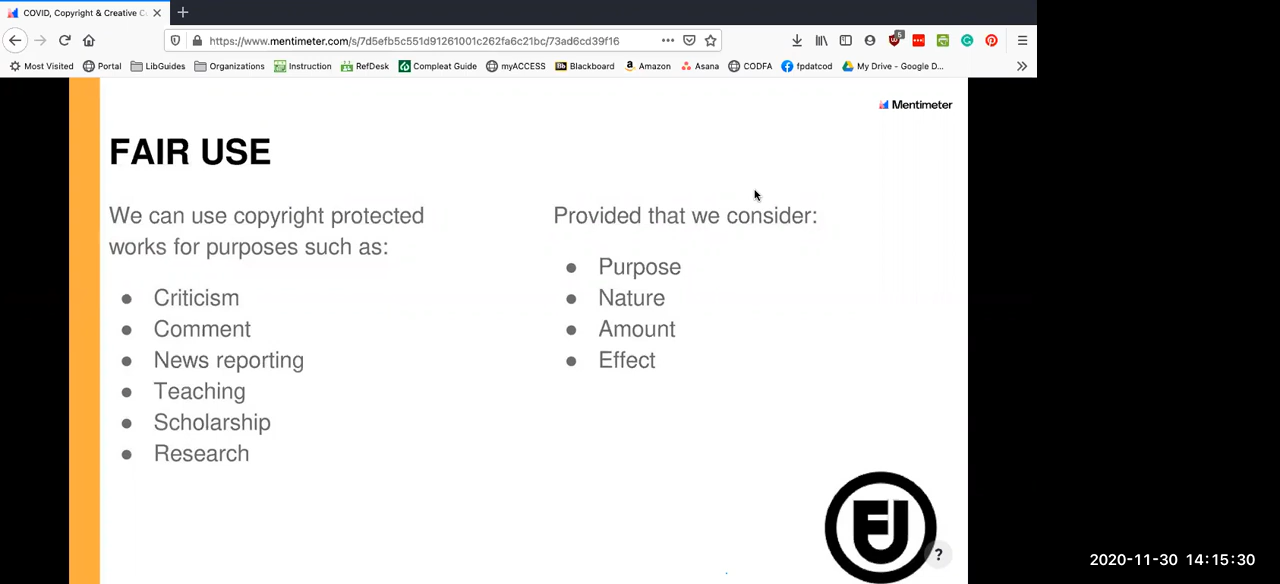 COVID, Copyright & Creative C
https://www.mentimeter.com/s/7d5efb5c551d91261001c262fa6c21bc/73ad6cd39f16
5
Most Visited Portal LibGuides Organizations Instruction RefDesk Compleat Guide myACCESS Bb Blackboard Amazon Asana CODFA fpdatcod My Drive - Google D...
Mentimeter
FAIR USE
We can use copyright protected
works for purposes such as:
● Criticism
● Comment
● News reporting
● Teaching
● Scholarship
● Research
Provided that we consider:
● Purpose
● Nature
● Amount
● Effect
FU
?
2020-11-30 14:15:30